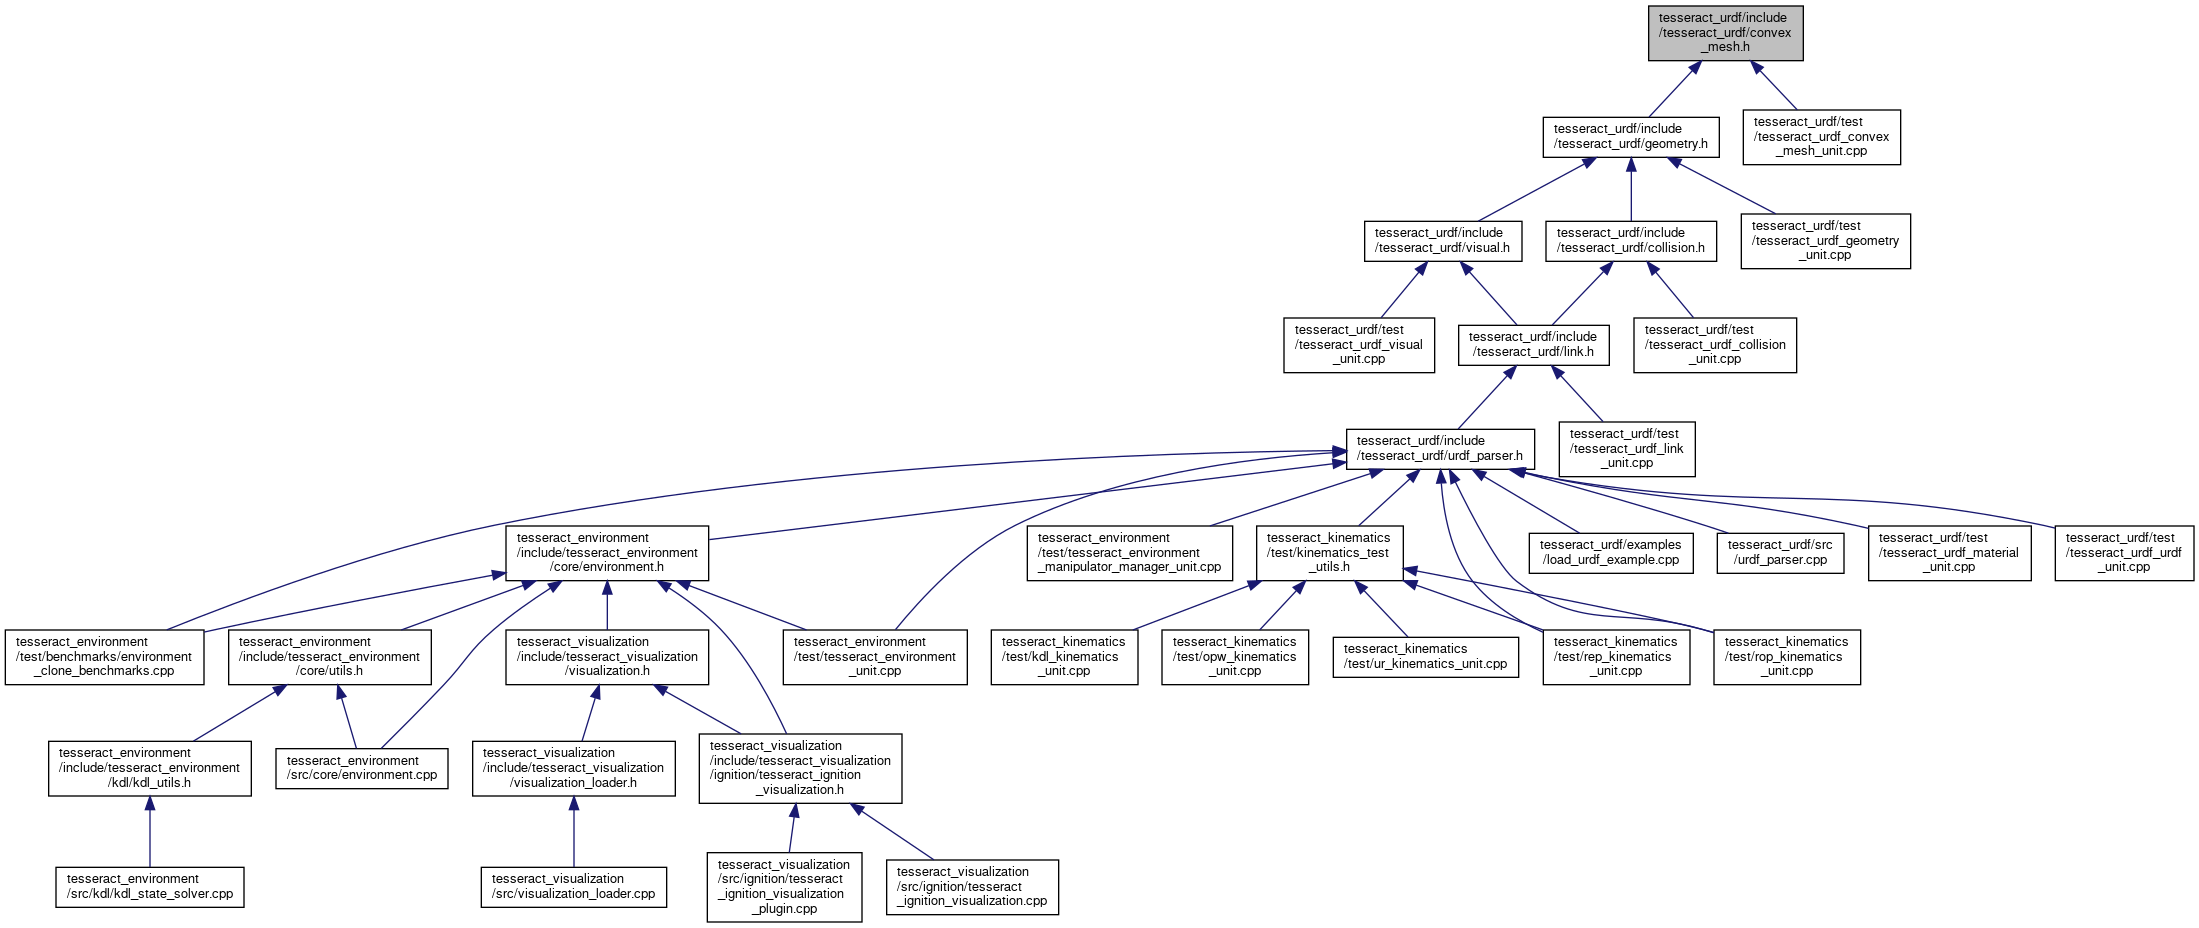 tesseract_urdf/include
/tesseract_urdf/convex
_mesh.h
tesseract_urdf/include
/tesseract_urdf/geometry.h
tesseract_urdf/test
/tesseract_urdf_convex
_mesh_unit.cpp
tesseract_urdf/include
/tesseract_urdf/visual.h
tesseract_urdf/include
/tesseract_urdf/collision.h
tesseract_urdf/test
/tesseract_urdf_geometry
_unit.cpp
tesseract_urdf/test
/tesseract_urdf_visual
_unit.cpp
tesseract_urdf/include
/tesseract_urdf/link.h
tesseract_urdf/test
/tesseract_urdf_collision
_unit.cpp
tesseract_urdf/include
/tesseract_urdf/urdf_parser.h
tesseract_urdf/test
/tesseract_urdf_link
_unit.cpp
tesseract_environment
/include/tesseract_environment
/core/environment.h
tesseract_environment
/test/tesseract_environment
_manipulator_manager_unit.cpp
tesseract_kinematics
/test/kinematics_test
_utils.h
tesseract_urdf/examples
/load_urdf_example.cpp
tesseract_urdf/src
/urdf_parser.cpp
tesseract_urdf/test
/tesseract_urdf_material
_unit.cpp
tesseract_urdf/test
/tesseract_urdf_urdf
_unit.cpp
tesseract_environment
/test/benchmarks/environment
_clone_benchmarks.cpp
tesseract_environment
/include/tesseract_environment
/core/utils.h
tesseract_visualization
/include/tesseract_visualization
/visualization.h
tesseract_environment
/test/tesseract_environment
_unit.cpp
tesseract_kinematics
/test/kdl_kinematics
_unit.cpp
tesseract_kinematics
/test/opw_kinematics
_unit.cpp
tesseract_kinematics
/test/ur_kinematics_unit.cpp
tesseract_kinematics
/test/rep_kinematics
_unit.cpp
tesseract_kinematics
/test/rop_kinematics
_unit.cpp
tesseract_environment
/include/tesseract_environment
/kdl/kdl_utils.h
tesseract_environment
/src/core/environment.cpp
tesseract_visualization
/include/tesseract_visualization
/visualization_loader.h
tesseract_visualization
/include/tesseract_visualization
/ignition/tesseract_ignition
_visualization.h
tesseract_environment
/src/kdl/kdl_state_solver.cpp
tesseract_visualization
/src/visualization_loader.cpp
tesseract_visualization
/src/ignition/tesseract
_ignition_visualization
_plugin.cpp
tesseract_visualization
/src/ignition/tesseract
_ignition_visualization.cpp